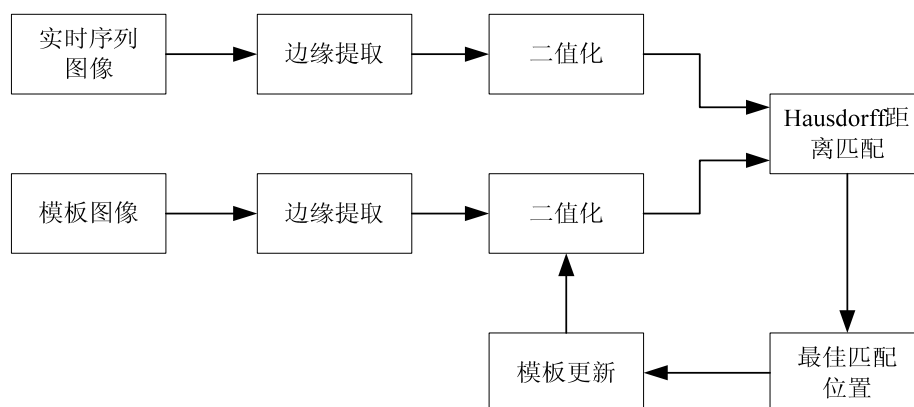 实时序列
图像
边缘提取
二值化
Hausdorff距
离匹配
模板图像
边缘提取
二值化
模板更新
最佳匹配
位置